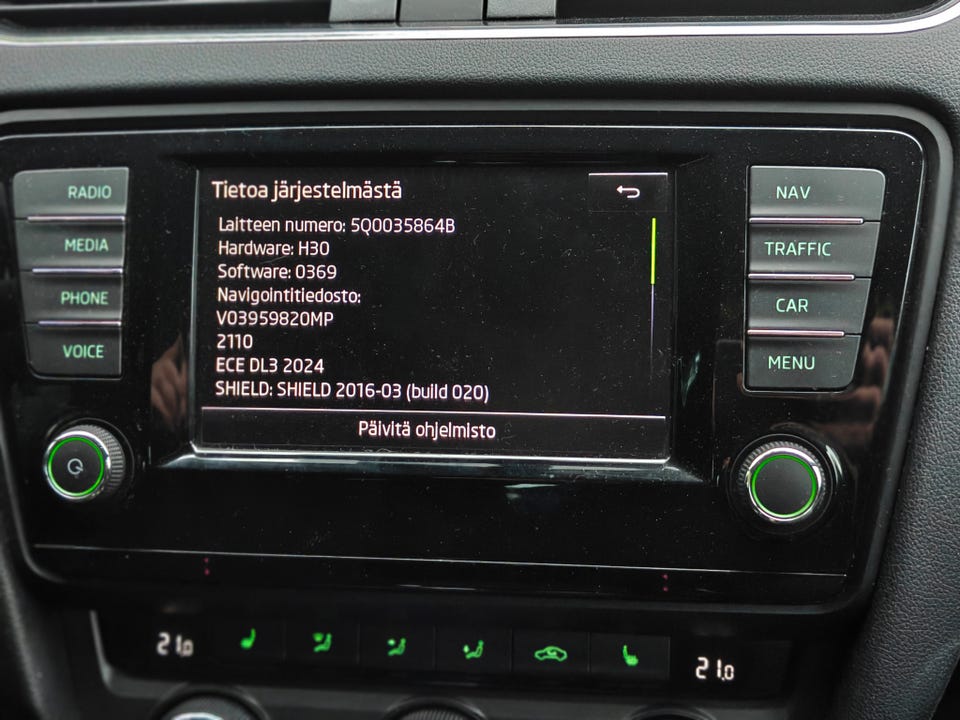 RADIO
MEDIA
PHONE
VOICE
Tietoa järjestelmästä
Laitteen numero: 5Q0035864B
Hardware: H30
Software: 0369
Navigointitiedosto:
V03959820MP
2110
ECE DL3 2024
SHIELD: SHIELD 2016-03 (build 020)
Päivitä ohjelmisto
NAV
TRAFFIC
CAR
MENU
21.0
21.0